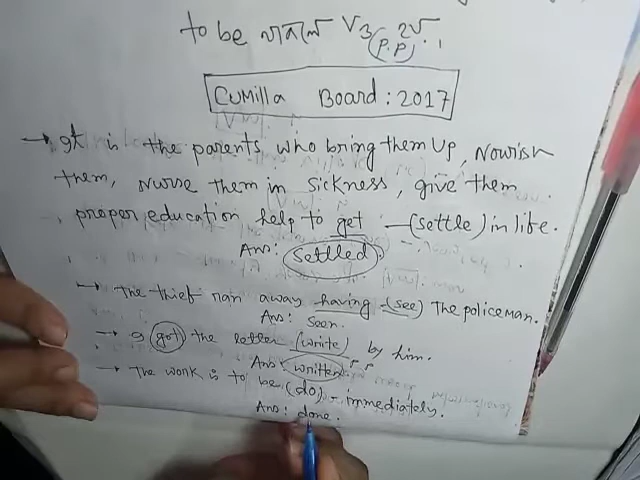 to be থাকলে V3 (P.P) 2য়.
Cumilla Board: 2017
→ It is the parents who bring them up, Nourish
them, Nurse them in sickness, give them
proper education help to get —(settle) in life.
Ans: settled.
→ The thief ran away having -(see) The policeman.
Ans: Seen.
→ I got the letter (write) by him.
Ans: written
→ The work is to be (do) - immediately.
Ans: done.